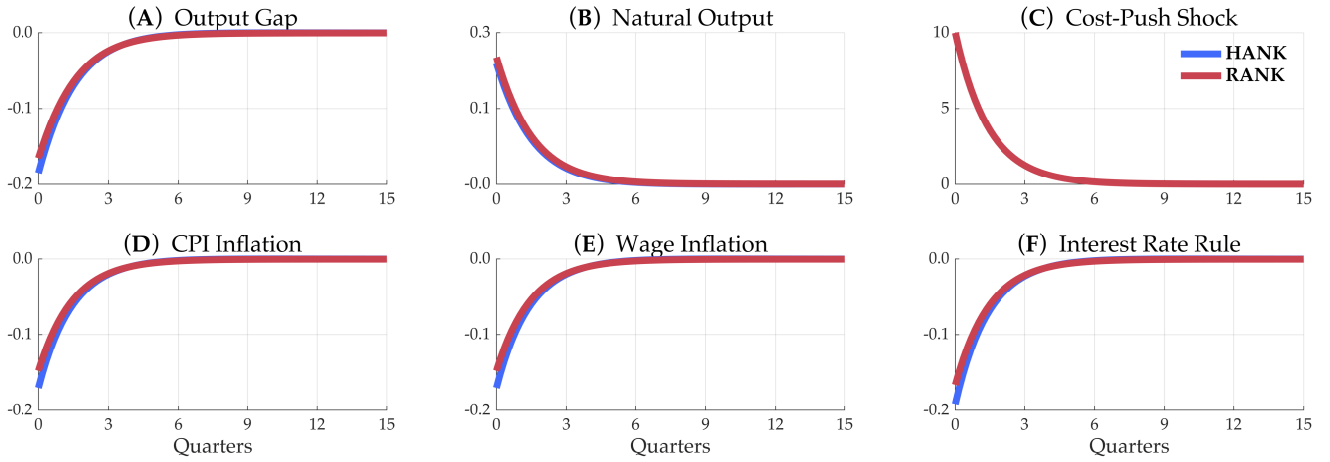 (A) Output Gap
0.0
-0.1
-0.2
0 3 6 9 12 15
(B) Natural Output
0.3
0.1
-0.0
0 3 6 9 12 15
(C) Cost-Push Shock
10
5
0
0 3 6 9 12 15
HANK
RANK
(D) CPI Inflation
0.0
-0.1
-0.2
0 3 6 9 12 15
Quarters
(E) Wage Inflation
0.0
-0.1
-0.2
0 3 6 9 12 15
Quarters
(F) Interest Rate Rule
0.0
-0.1
-0.2
0 3 6 9 12 15
Quarters